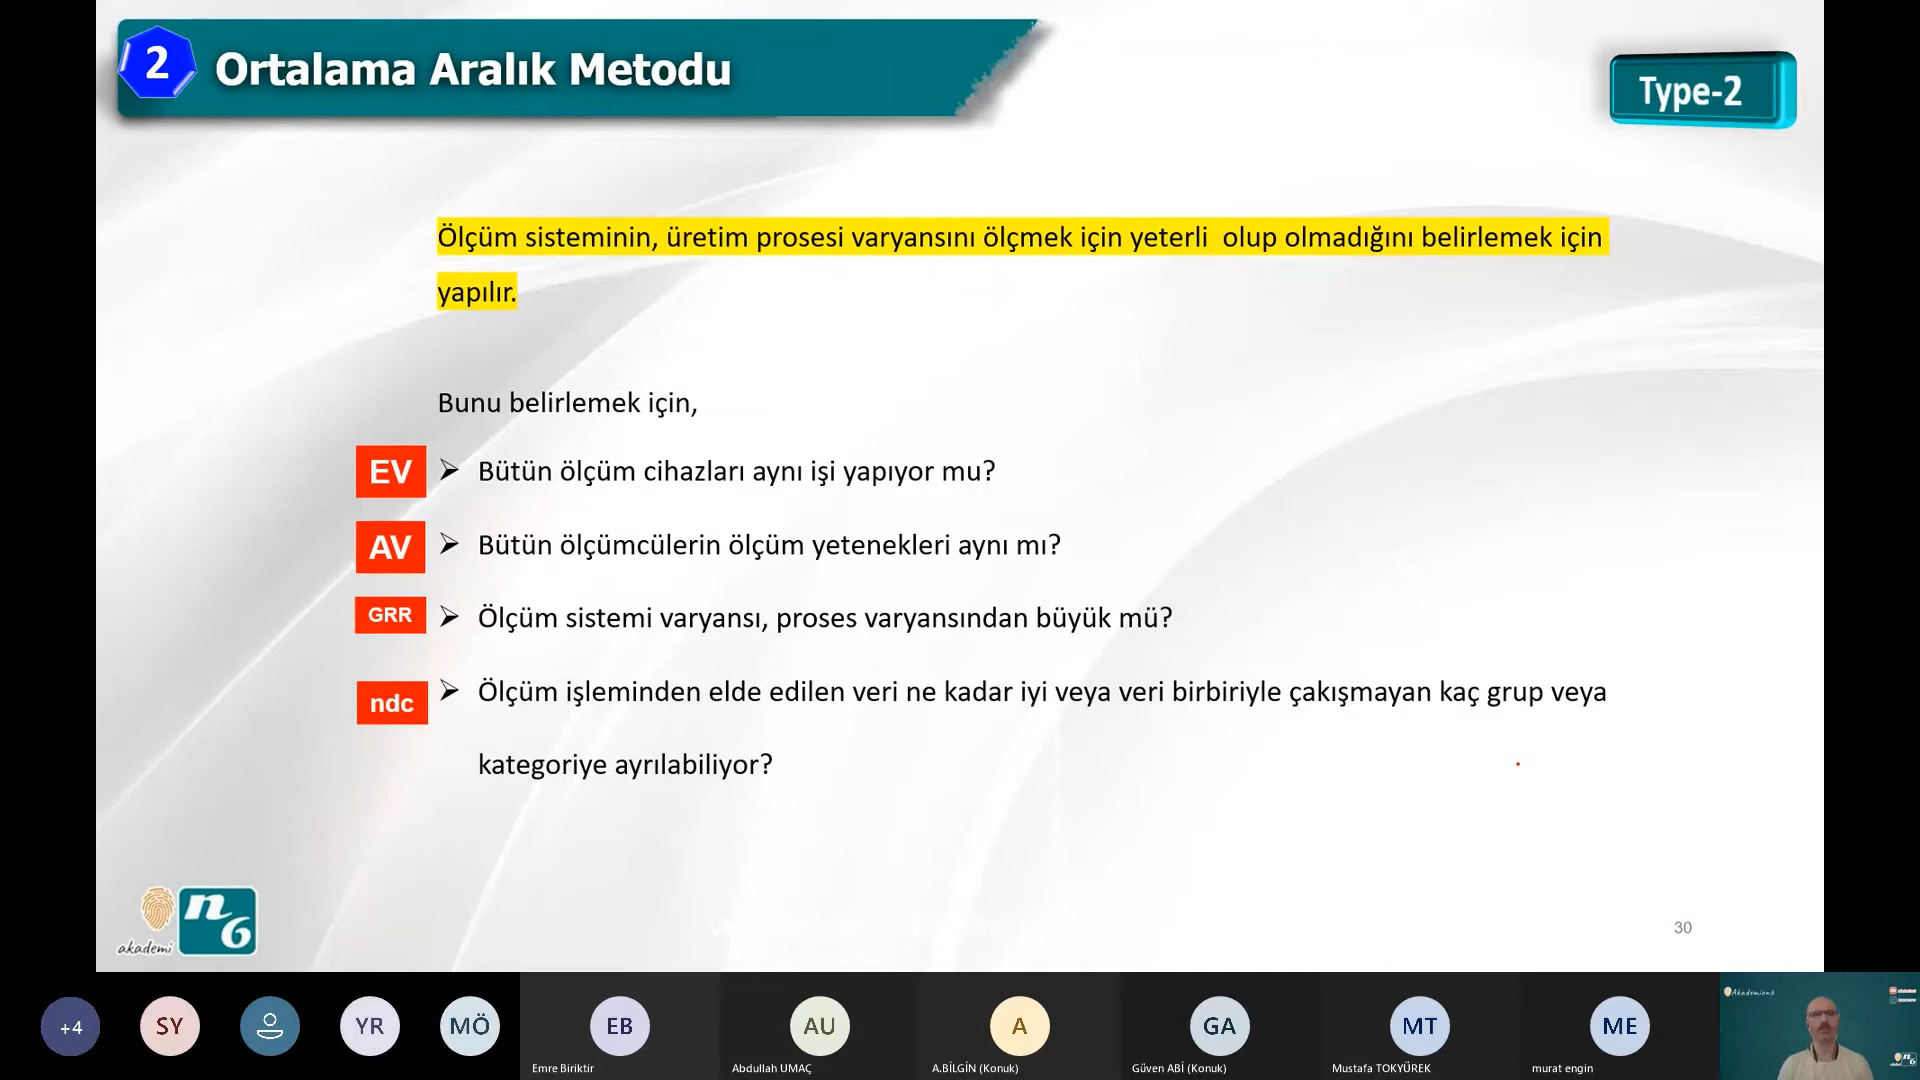 2
Ortalama Aralık Metodu
Type-2
Ölçüm sisteminin, üretim prosesi varyansını ölçmek için yeterli olup olmadığını belirlemek için
yapılır.
Bunu belirlemek için,
EV ➢ Bütün ölçüm cihazları aynı işi yapıyor mu?
AV ➢ Bütün ölçümcülerin ölçüm yetenekleri aynı mı?
GRR ➢ Ölçüm sistemi varyansı, proses varyansından büyük mü?
ndc ➢ Ölçüm işleminden elde edilen veri ne kadar iyi veya veri birbiriyle çakışmayan kaç grup veya
kategoriye ayrılabiliyor?
akademi
n6
30
+4
SY
YR
MÖ
EB
AU
A
GA
MT
ME
Emre Biriktir
Abdullah UMAÇ
A.BİLGİN (Konuk)
Güven ABİ (Konuk)
Mustafa TOKYÜREK
murat engin